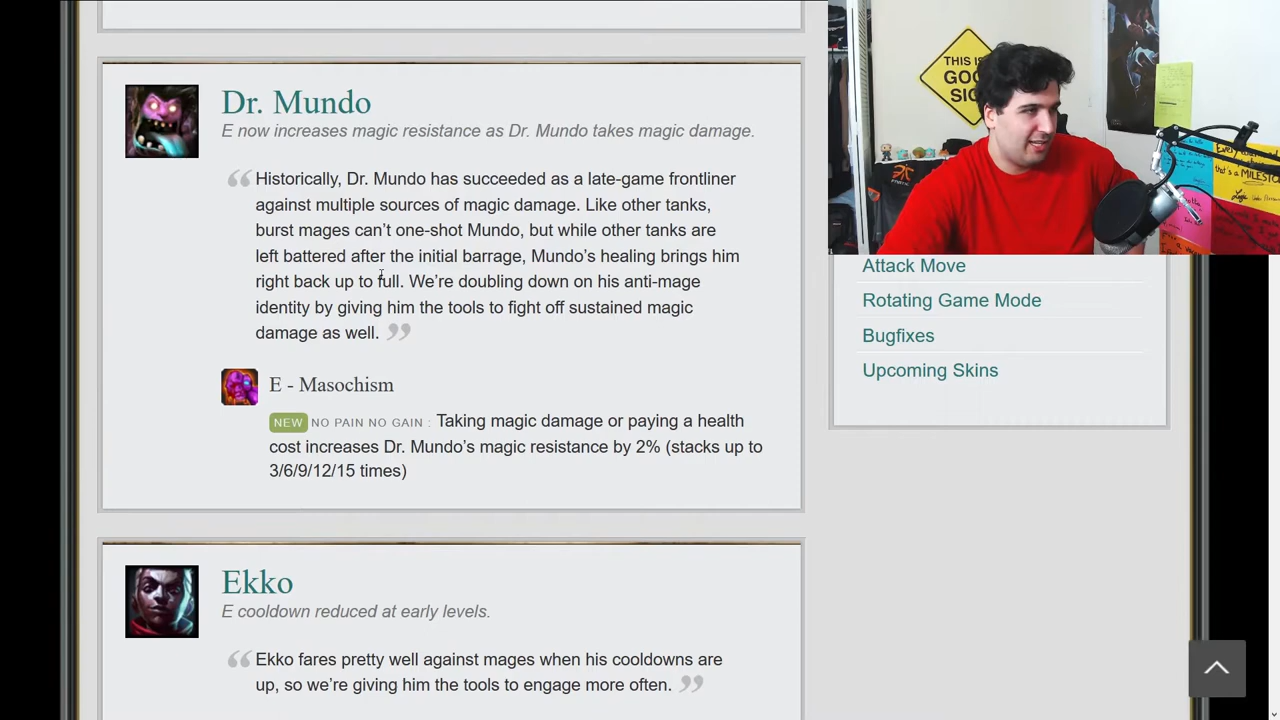 Dr. Mundo
E now increases magic resistance as Dr. Mundo takes magic damage.
Historically, Dr. Mundo has succeeded as a late-game frontliner
against multiple sources of magic damage. Like other tanks,
burst mages can’t one-shot Mundo, but while other tanks are
left battered after the initial barrage, Mundo’s healing brings him
right back up to full. We’re doubling down on his anti-mage
identity by giving him the tools to fight off sustained magic
damage as well.
E - Masochism
NEW NO PAIN NO GAIN : Taking magic damage or paying a health
cost increases Dr. Mundo’s magic resistance by 2% (stacks up to
3/6/9/12/15 times)
Ekko
E cooldown reduced at early levels.
Ekko fares pretty well against mages when his cooldowns are
up, so we’re giving him the tools to engage more often.
THIS IS
GOO
SIG
fnatic
MILESTO
Attack Move
Rotating Game Mode
Bugfixes
Upcoming Skins